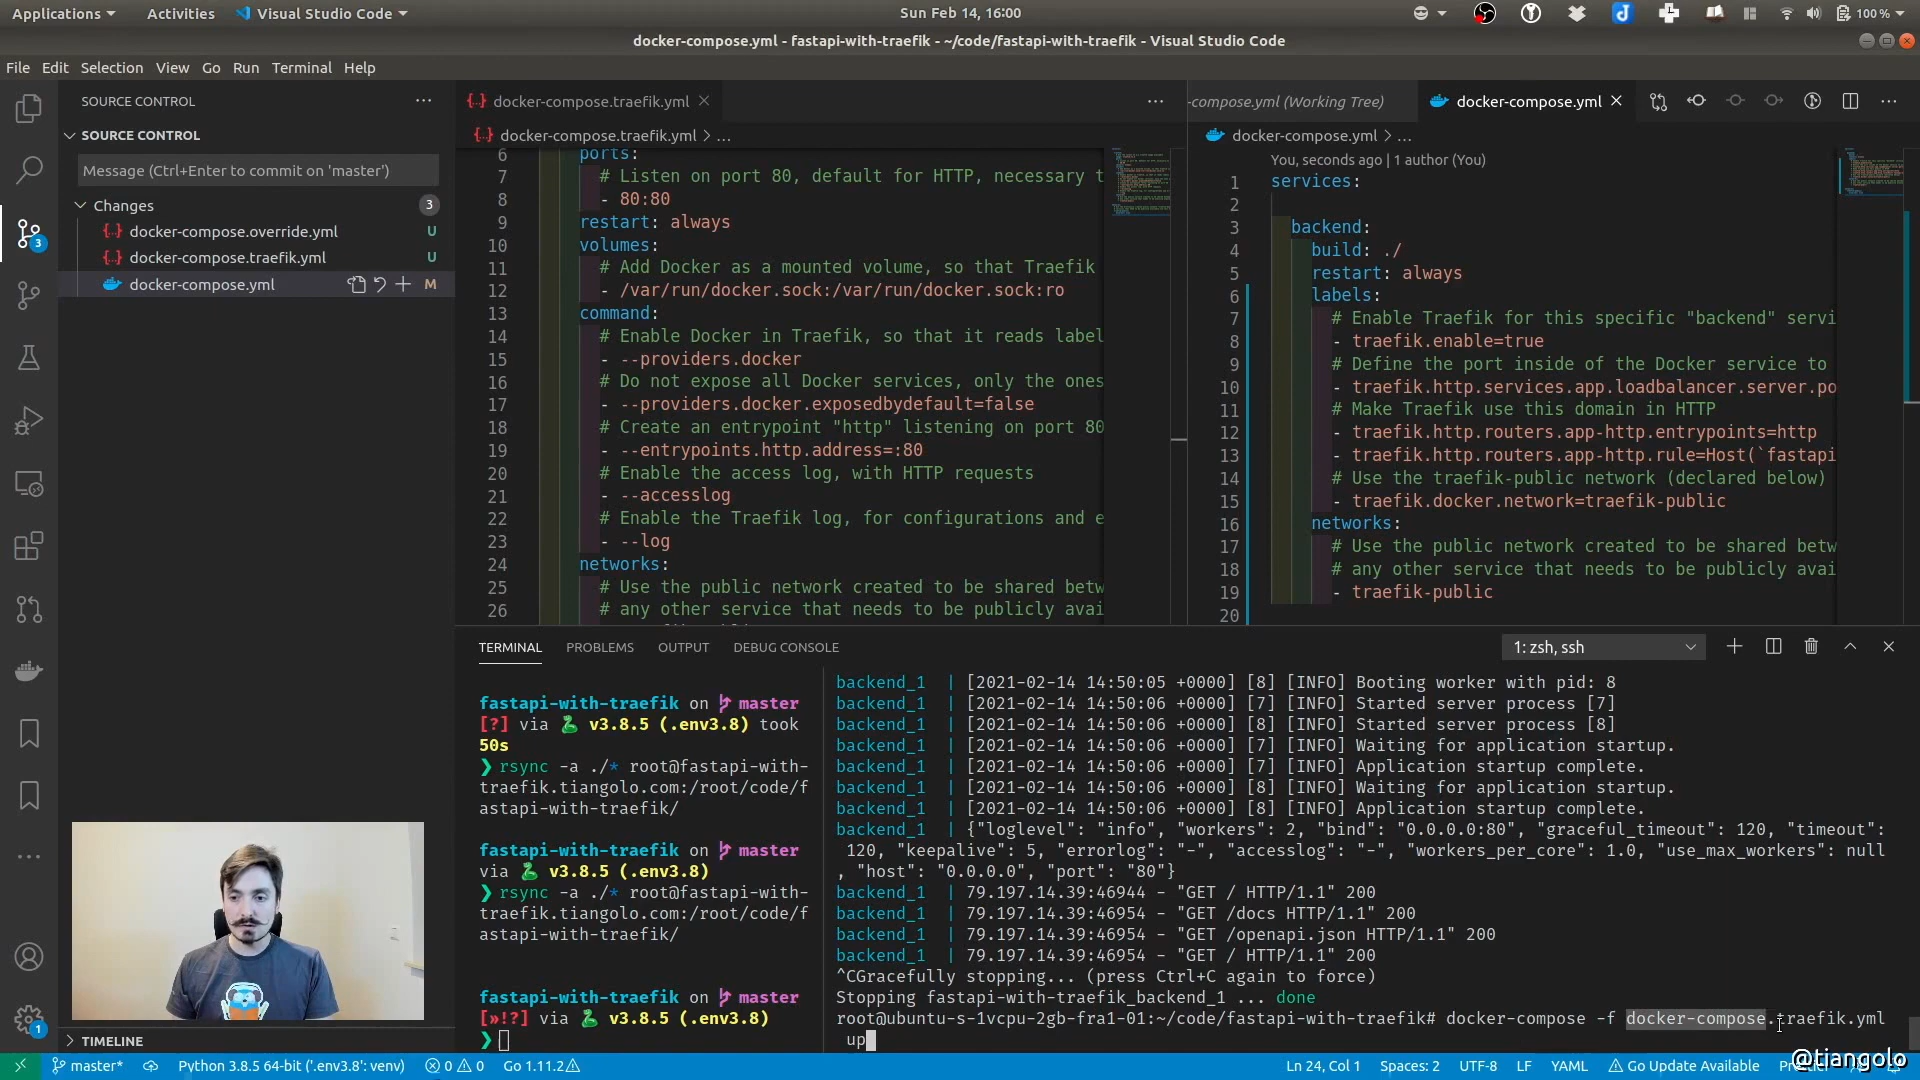 Applications Activities Visual Studio Code Sun Feb 14, 16:00 100 %
docker-compose.yml - fastapi-with-traefik - ~/code/fastapi-with-traefik - Visual Studio Code
File Edit Selection View Go Run Terminal Help
SOURCE CONTROL
SOURCE CONTROL
Message (Ctrl+Enter to commit on 'master')
Changes 3
docker-compose.override.yml U
docker-compose.traefik.yml U
docker-compose.yml M
3
1
TIMELINE
docker-compose.traefik.yml
docker-compose.traefik.yml > ...
6 ports:
7 # Listen on port 80, default for HTTP, necessary t
8 - 80:80
9 restart: always
10 volumes:
11 # Add Docker as a mounted volume, so that Traefik
12 - /var/run/docker.sock:/var/run/docker.sock:ro
13 command:
14 # Enable Docker in Traefik, so that it reads label
15 - --providers.docker
16 # Do not expose all Docker services, only the ones
17 - --providers.docker.exposedbydefault=false
18 # Create an entrypoint "http" listening on port 80
19 - --entrypoints.http.address=:80
20 # Enable the access log, with HTTP requests
21 - --accesslog
22 # Enable the Traefik log, for configurations and e
23 - --log
24 networks:
25 # Use the public network created to be shared betw
26 # any other service that needs to be publicly avai
-compose.yml (Working Tree) docker-compose.yml
docker-compose.yml > ...
You, seconds ago | 1 author (You)
1 services:
2
3 backend:
4 build: ./
5 restart: always
6 labels:
7 # Enable Traefik for this specific "backend" servi
8 - traefik.enable=true
9 # Define the port inside of the Docker service to
10 - traefik.http.services.app.loadbalancer.server.po
11 # Make Traefik use this domain in HTTP
12 - traefik.http.routers.app-http.entrypoints=http
13 - traefik.http.routers.app-http.rule=Host(`fastapi
14 # Use the traefik-public network (declared below)
15 - traefik.docker.network=traefik-public
16 networks:
17 # Use the public network created to be shared betw
18 # any other service that needs to be publicly avai
19 - traefik-public
20
TERMINAL PROBLEMS OUTPUT DEBUG CONSOLE 1: zsh, ssh
fastapi-with-traefik on master
[?] via v3.8.5 (.env3.8) took
50s
❯ rsync -a ./* root@fastapi-with-
traefik.tiangolo.com:/root/code/f
astapi-with-traefik/
fastapi-with-traefik on master
via v3.8.5 (.env3.8)
❯ rsync -a ./* root@fastapi-with-
traefik.tiangolo.com:/root/code/f
astapi-with-traefik/
fastapi-with-traefik on master
[»!?] via v3.8.5 (.env3.8)
❯
backend_1 | [2021-02-14 14:50:05 +0000] [8] [INFO] Booting worker with pid: 8
backend_1 | [2021-02-14 14:50:06 +0000] [7] [INFO] Started server process [7]
backend_1 | [2021-02-14 14:50:06 +0000] [8] [INFO] Started server process [8]
backend_1 | [2021-02-14 14:50:06 +0000] [7] [INFO] Waiting for application startup.
backend_1 | [2021-02-14 14:50:06 +0000] [7] [INFO] Application startup complete.
backend_1 | [2021-02-14 14:50:06 +0000] [8] [INFO] Waiting for application startup.
backend_1 | [2021-02-14 14:50:06 +0000] [8] [INFO] Application startup complete.
backend_1 | {"loglevel": "info", "workers": 2, "bind": "0.0.0.0:80", "graceful_timeout": 120, "timeout":
120, "keepalive": 5, "errorlog": "-", "accesslog": "-", "workers_per_core": 1.0, "use_max_workers": null
, "host": "0.0.0.0", "port": "80"}
backend_1 | 79.197.14.39:46944 - "GET / HTTP/1.1" 200
backend_1 | 79.197.14.39:46954 - "GET /docs HTTP/1.1" 200
backend_1 | 79.197.14.39:46954 - "GET /openapi.json HTTP/1.1" 200
backend_1 | 79.197.14.39:46954 - "GET / HTTP/1.1" 200
^CGracefully stopping... (press Ctrl+C again to force)
Stopping fastapi-with-traefik_backend_1 ... done
root@ubuntu-s-1vcpu-2gb-fra1-01:~/code/fastapi-with-traefik# docker-compose -f docker-compose.traefik.yml
up
master* Python 3.8.5 64-bit ('.env3.8': venv) 0 0 Go 1.11.2 Ln 24, Col 1 Spaces: 2 UTF-8 LF YAML Go Update Available
@tiangolo